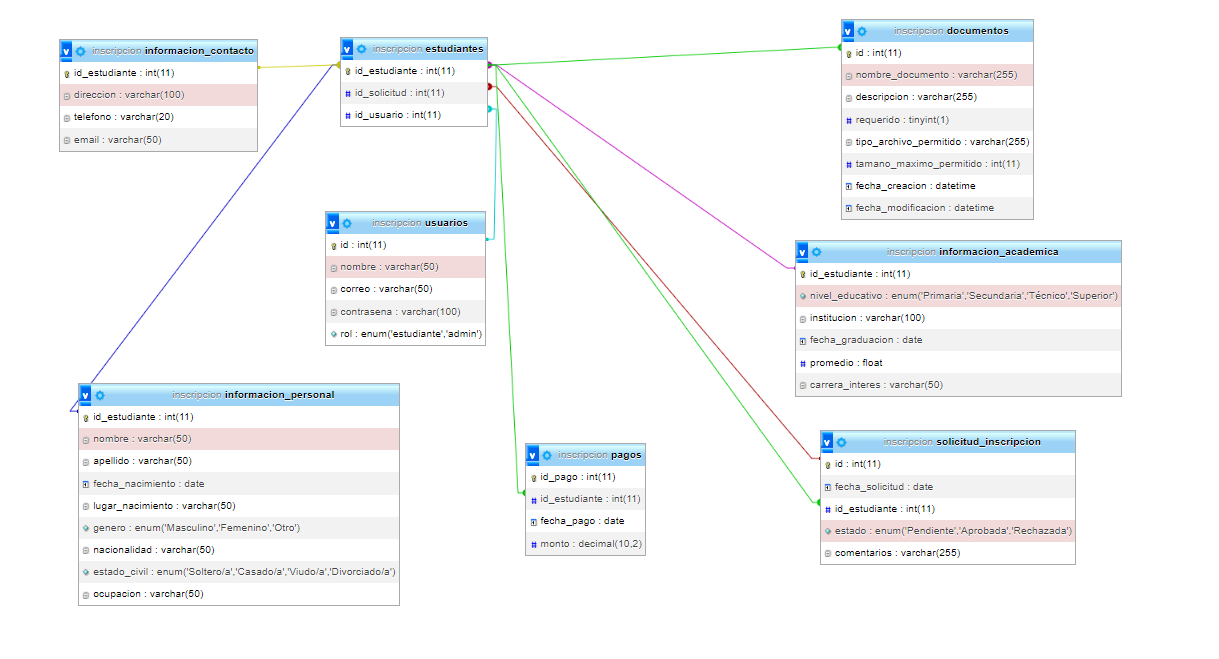 inscripcion informacion_contacto
id_estudiante : int(11)
direccion : varchar(100)
telefono : varchar(20)
email : varchar(50)
inscripcion estudiantes
id_estudiante : int(11)
id_solicitud : int(11)
id_usuario : int(11)
inscripcion documentos
id : int(11)
nombre_documento : varchar(255)
descripcion : varchar(255)
requerido : tinyint(1)
tipo_archivo_permitido : varchar(255)
tamano_maximo_permitido : int(11)
fecha_creacion : datetime
fecha_modificacion : datetime
inscripcion usuarios
id : int(11)
nombre : varchar(50)
correo : varchar(50)
contrasena : varchar(100)
rol : enum('estudiante','admin')
inscripcion informacion_academica
id_estudiante : int(11)
nivel_educativo : enum('Primaria','Secundaria','Técnico','Superior')
institucion : varchar(100)
fecha_graduacion : date
promedio : float
carrera_interes : varchar(50)
inscripcion informacion_personal
id_estudiante : int(11)
nombre : varchar(50)
apellido : varchar(50)
fecha_nacimiento : date
lugar_nacimiento : varchar(50)
genero : enum('Masculino','Femenino','Otro')
nacionalidad : varchar(50)
estado_civil : enum('Soltero/a','Casado/a','Viudo/a','Divorciado/a')
ocupacion : varchar(50)
inscripcion pagos
id_pago : int(11)
id_estudiante : int(11)
fecha_pago : date
monto : decimal(10,2)
inscripcion solicitud_inscripcion
id : int(11)
fecha_solicitud : date
id_estudiante : int(11)
estado : enum('Pendiente','Aprobada','Rechazada')
comentarios : varchar(255)